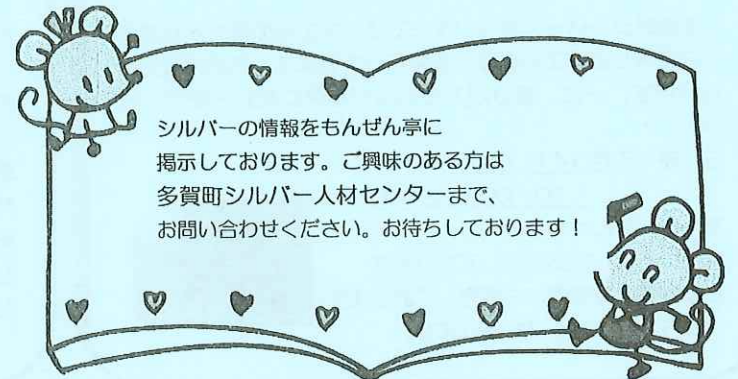 シルバーの情報をもんぜん亭に
掲示しております。ご興味のある方は
多賀町シルバー人材センターまで、
お問い合わせください。お待ちしております！